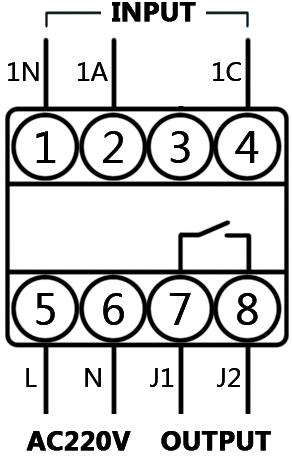 INPUT
1N 1A 1C
1 2 3 4
5 6 7 8
L N J1 J2
AC220V OUTPUT